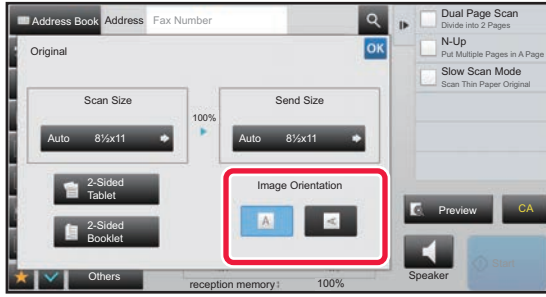 Address Book Address Fax Number
Original
OK
Scan Size
Send Size
100%
Auto 8½x11
Auto 8½x11
2-Sided
Tablet
2-Sided
Booklet
Image Orientation
A
A
Others
reception memory:
100%
Dual Page Scan
Divide into 2 Pages
N-Up
Put Multiple Pages in A Page
Slow Scan Mode
Scan Thin Paper Original
Preview
CA
Speaker
Start